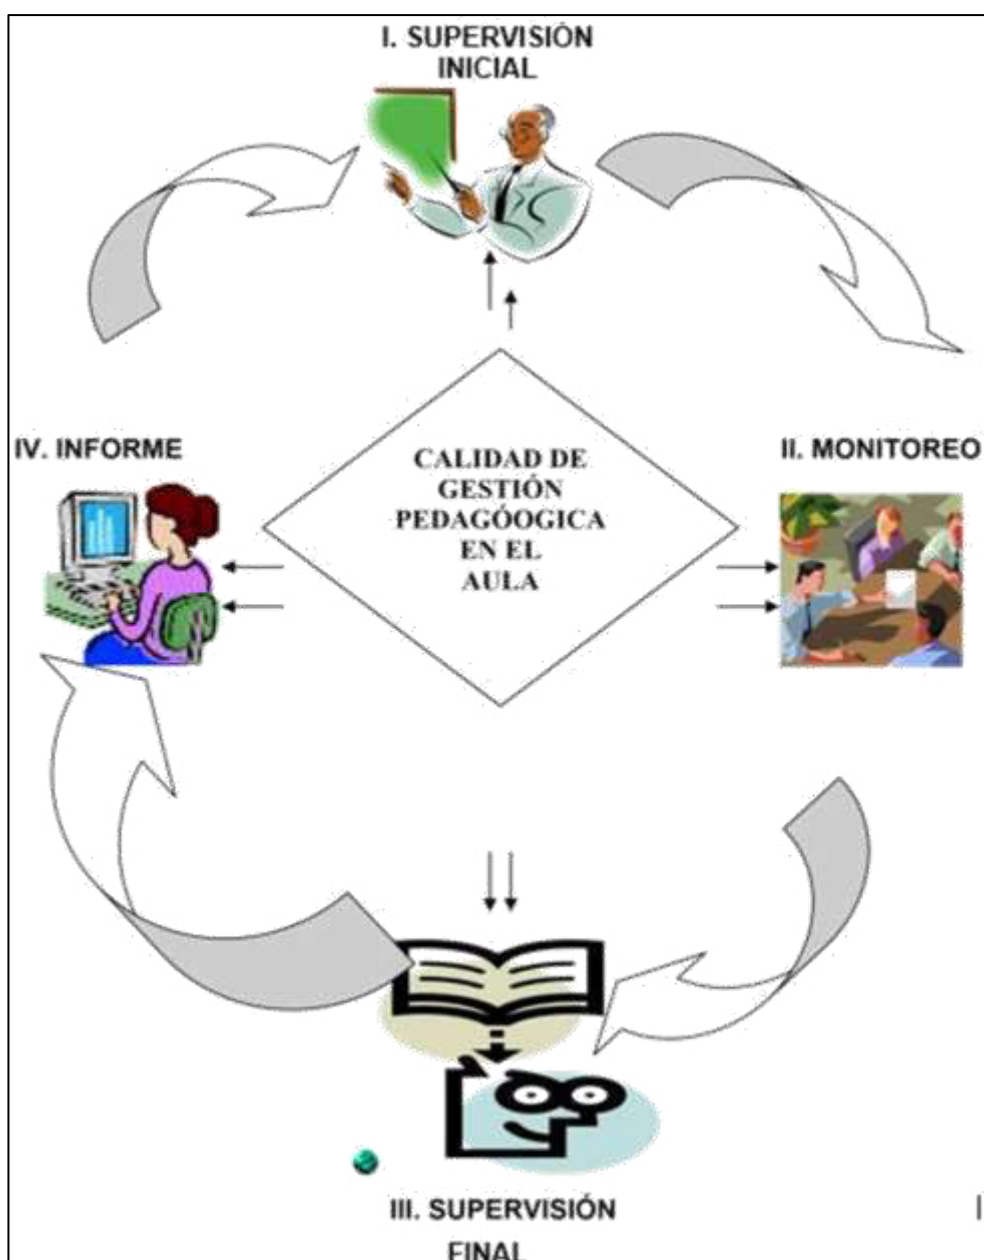 I. SUPERVISIÓN
INICIAL
IV. INFORME
II. MONITOREO
CALIDAD DE
GESTIÓN
PEDAGÓOGICA
EN EL
AULA
III. SUPERVISIÓN
FINAL